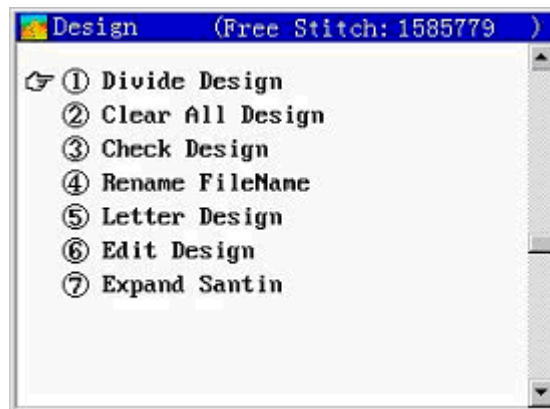 Design (Free Stitch: 1585779 )
① Divide Design
② Clear All Design
③ Check Design
④ Rename FileName
⑤ Letter Design
⑥ Edit Design
⑦ Expand Santin